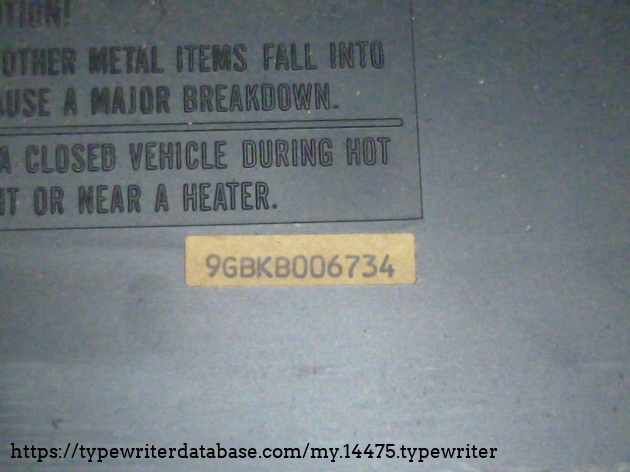 OTHER METAL ITEMS FALL INTO
A MAJOR BREAKDOWN.
A CLOSED VEHICLE DURING HOT
OR NEAR A HEATER.
9GBKB006734
https://typewriterdatabase.com/my.14475.typewriter